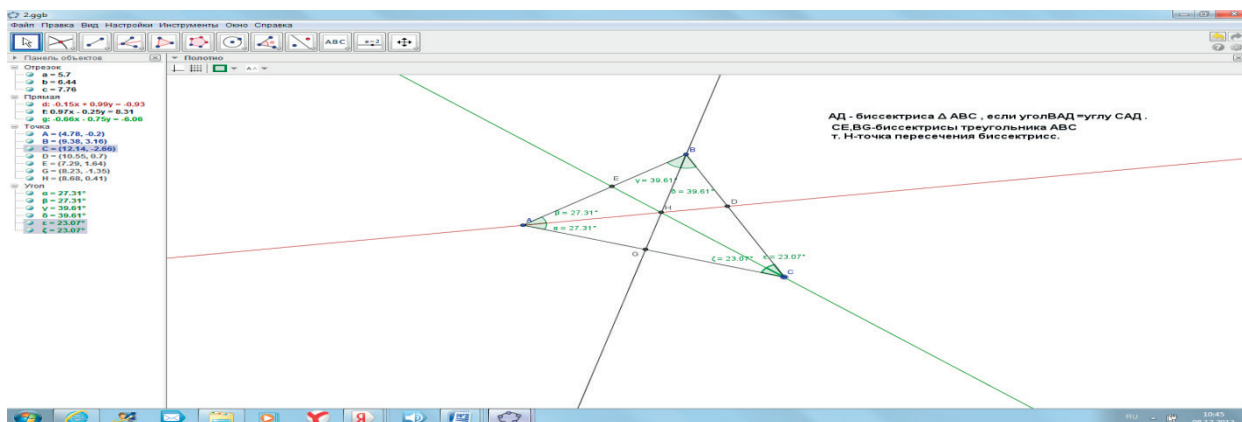 2.ggb
Файл Правка Вид Настройки Инструменты Окно Справка
ABC
a=2
Панель объектов
Полотно
Отрезок
a = 5.7
b = 6.44
c = 7.76
Прямая
d: -0.15x + 0.99y = -0.93
f: 0.97x - 0.25y = 8.31
g: -0.66x - 0.75y = -6.06
Точка
A = (4.78, -0.2)
B = (9.38, 3.16)
C = (12.14, -2.66)
D = (10.55, 0.7)
E = (7.29, 1.64)
G = (8.23, -1.35)
H = (8.68, 0.41)
Угол
α = 27.31°
β = 27.31°
γ = 39.61°
δ = 39.61°
ε = 23.07°
ζ = 23.07°
АД - биссектриса Δ АВС , если уголВАД =углу САД .
СЕ,BG-биссектрисы треугольника АВС
т. Н-точка пересечения биссектрисс.
B
E
γ = 39.61°
δ = 39.61°
D
H
A
β = 27.31°
α = 27.31°
G
ζ = 23.07°
ε = 23.07°
C
RU
10:45